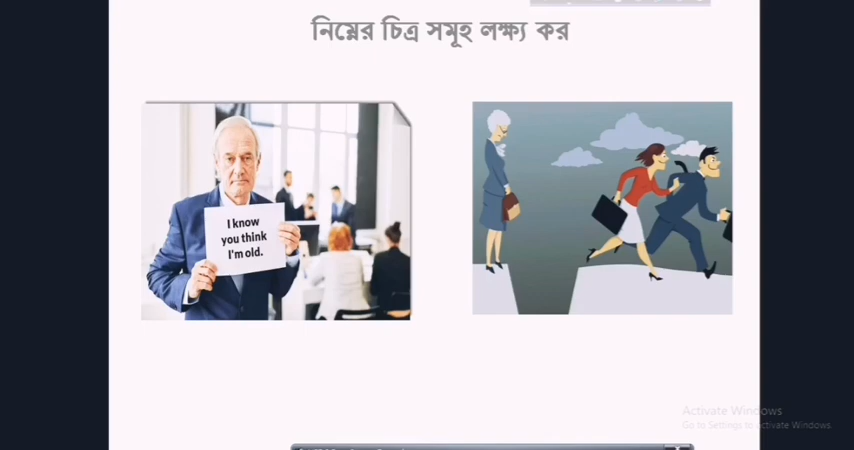 নিম্নের চিত্র সমূহ লক্ষ্য কর
I know
you think
I'm old.
Activate Windows
Go to Settings to activate Windows.